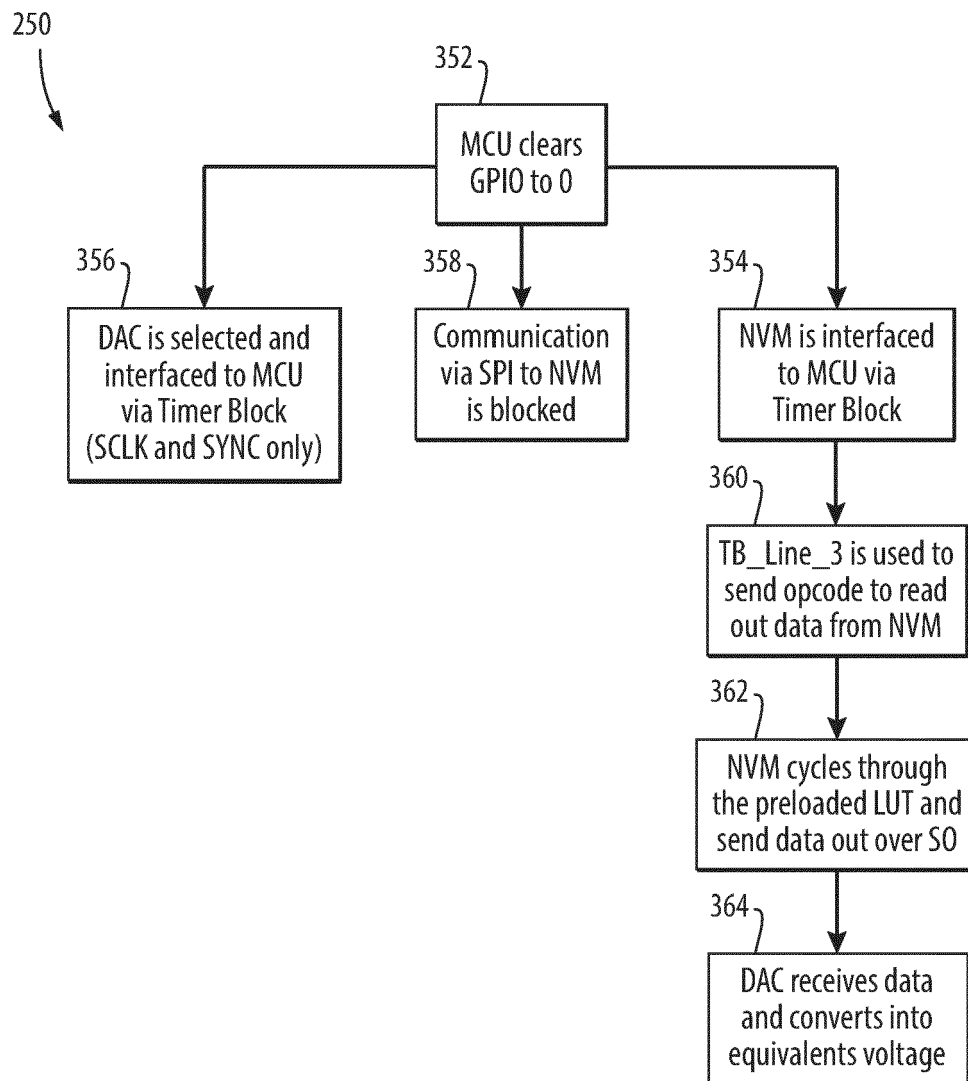 250
352
MCU clears
GPIO to 0
356
DAC is selected and
interfaced to MCU
via Timer Block
(SCLK and SYNC only)
358
Communication
via SPI to NVM
is blocked
354
NVM is interfaced
to MCU via
Timer Block
360
TB_Line_3 is used to
send opcode to read
out data from NVM
362
NVM cycles through
the preloaded LUT and
send data out over SO
364
DAC receives data
and converts into
equivalents voltage